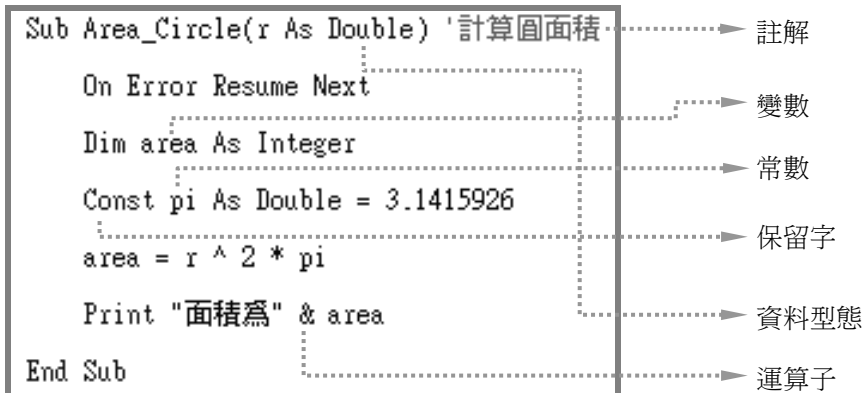 Sub Area_Circle(r As Double) '計算圓面積
註解
On Error Resume Next
變數
Dim area As Integer
常數
Const pi As Double = 3.1415926
保留字
area = r ^ 2 * pi
Print "面積為" & area
資料型態
End Sub
運算子